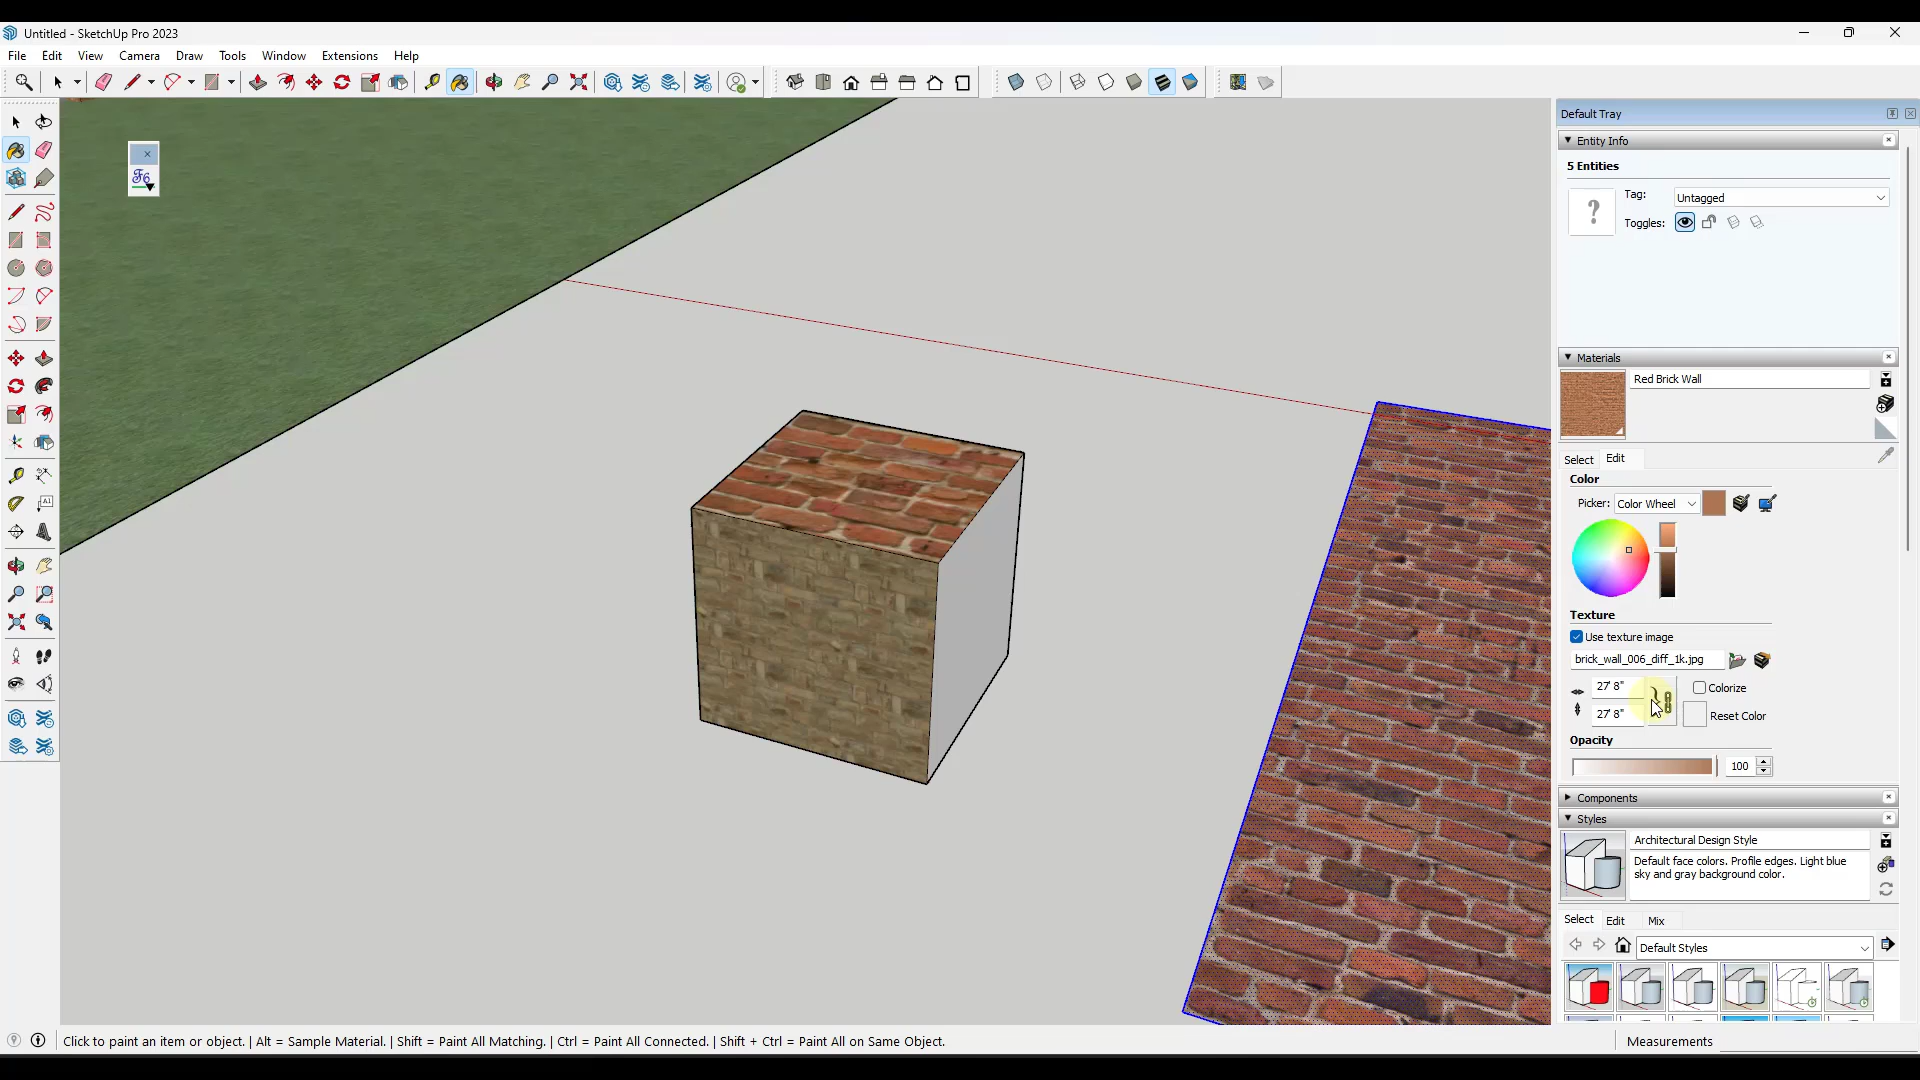 Untitled - SketchUp Pro 2023
File Edit View Camera Draw Tools Window Extensions Help
Default Tray
Entity Info
5 Entities
Tag: Untagged
?
Toggles:
Materials
Red Brick Wall
Select Edit
Color
Picker: Color Wheel
Texture
Use texture image
brick_wall_006_diff_1k.jpg
27' 8"
Colorize
27' 8"
Reset Color
Opacity
100
Components
Styles
Architectural Design Style
Default face colors. Profile edges. Light blue
sky and gray background color.
Select Edit Mix
Default Styles
Click to paint an item or object. | Alt = Sample Material. | Shift = Paint All Matching. | Ctrl = Paint All Connected. | Shift + Ctrl = Paint All on Same Object.
Measurements